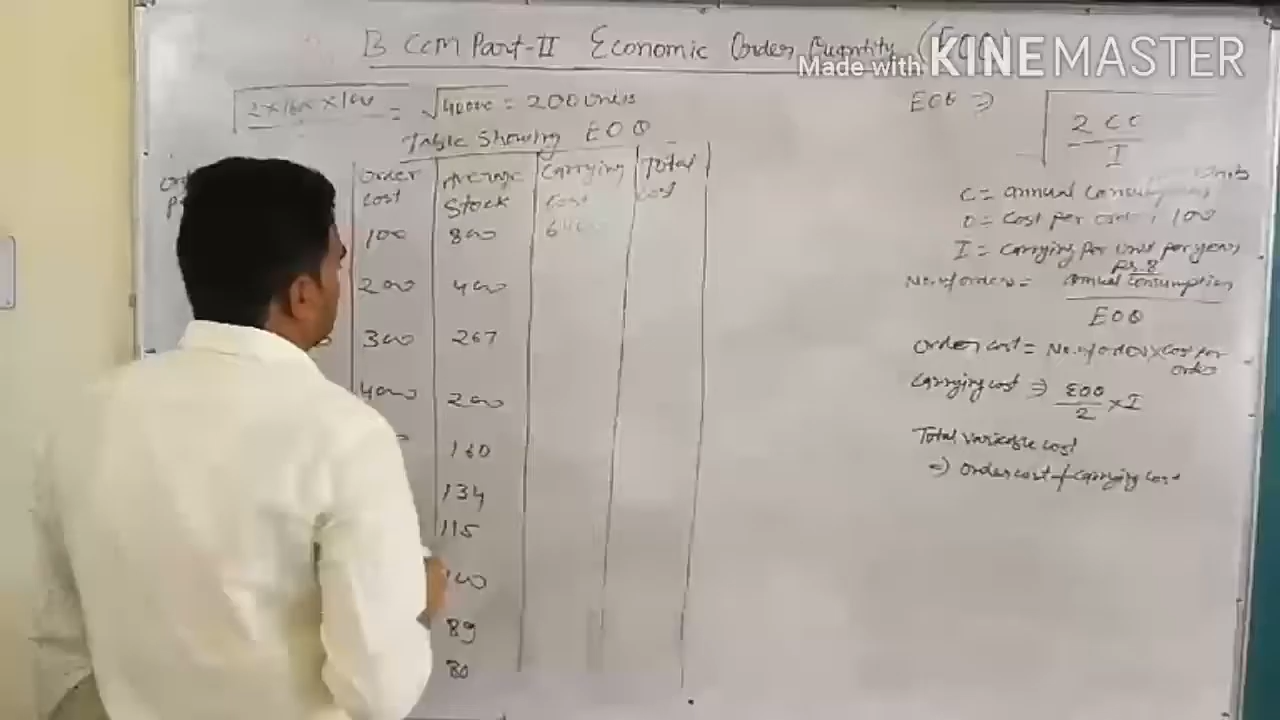 B Com Part-II Economic Order Quantity (EOQ)
Made with KINEMASTER
√2×1600×100 = √40000 = 200 units
Table Showing EOQ
Order cost Average Stock Carrying cost Total cost
100 800 6400
200 400
300 267
400 200
160
134
115
100
89
80
EOQ ⇒ √2CO/I
units
C = annual consumption
O = cost per order 100
I = carrying per unit per year
Rs. 8
No. of orders = annual consumption / EOQ
Order cost = No. of orders × cost per order
Carrying cost ⇒ EOQ/2 × I
Total variable cost
⇒ order cost + carrying cost